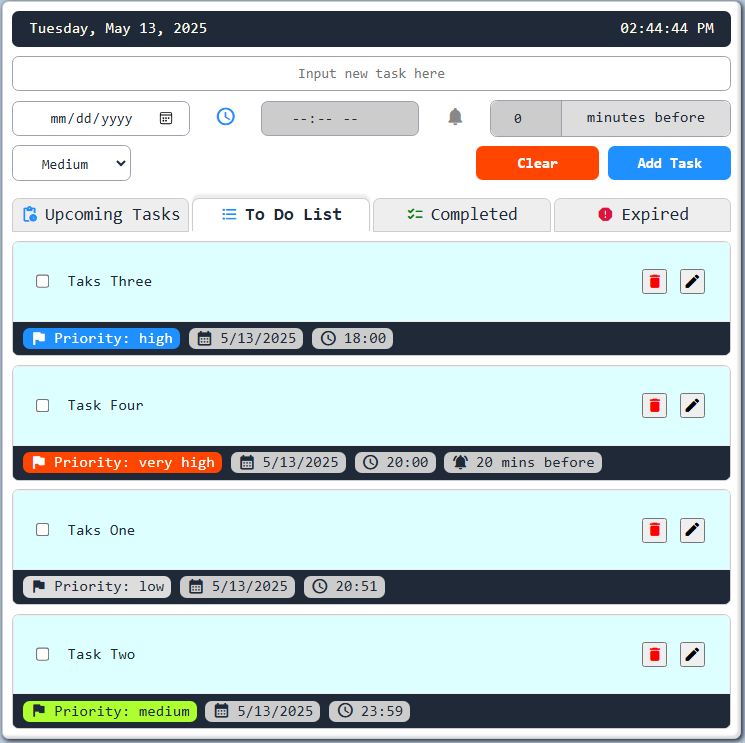 Tuesday, May 13, 2025 02:44:44 PM
Input new task here
mm/dd/yyyy --:-- -- 0 minutes before
Medium Clear Add Task
Upcoming Tasks To Do List Completed Expired
Taks Three
Priority: high 5/13/2025 18:00
Task Four
Priority: very high 5/13/2025 20:00 20 mins before
Taks One
Priority: low 5/13/2025 20:51
Task Two
Priority: medium 5/13/2025 23:59